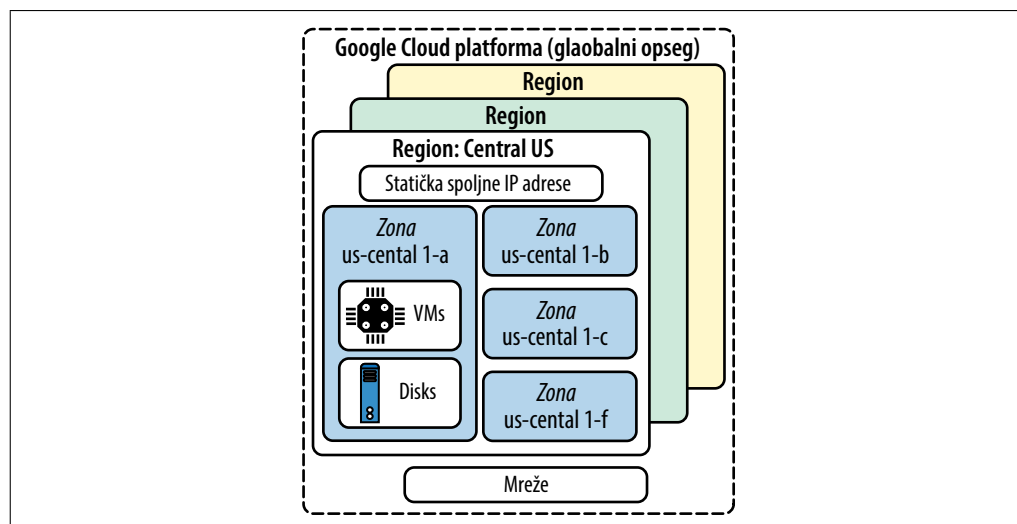 Google Cloud platforma (glaobalni opseg)
Region
Region
Region: Central US
Statička spoljne IP adrese
Zona
us-cental 1-a
VMs
Disks
Zona
us-cental 1-b
Zona
us-cental 1-c
Zona
us-cental 1-f
Mreže